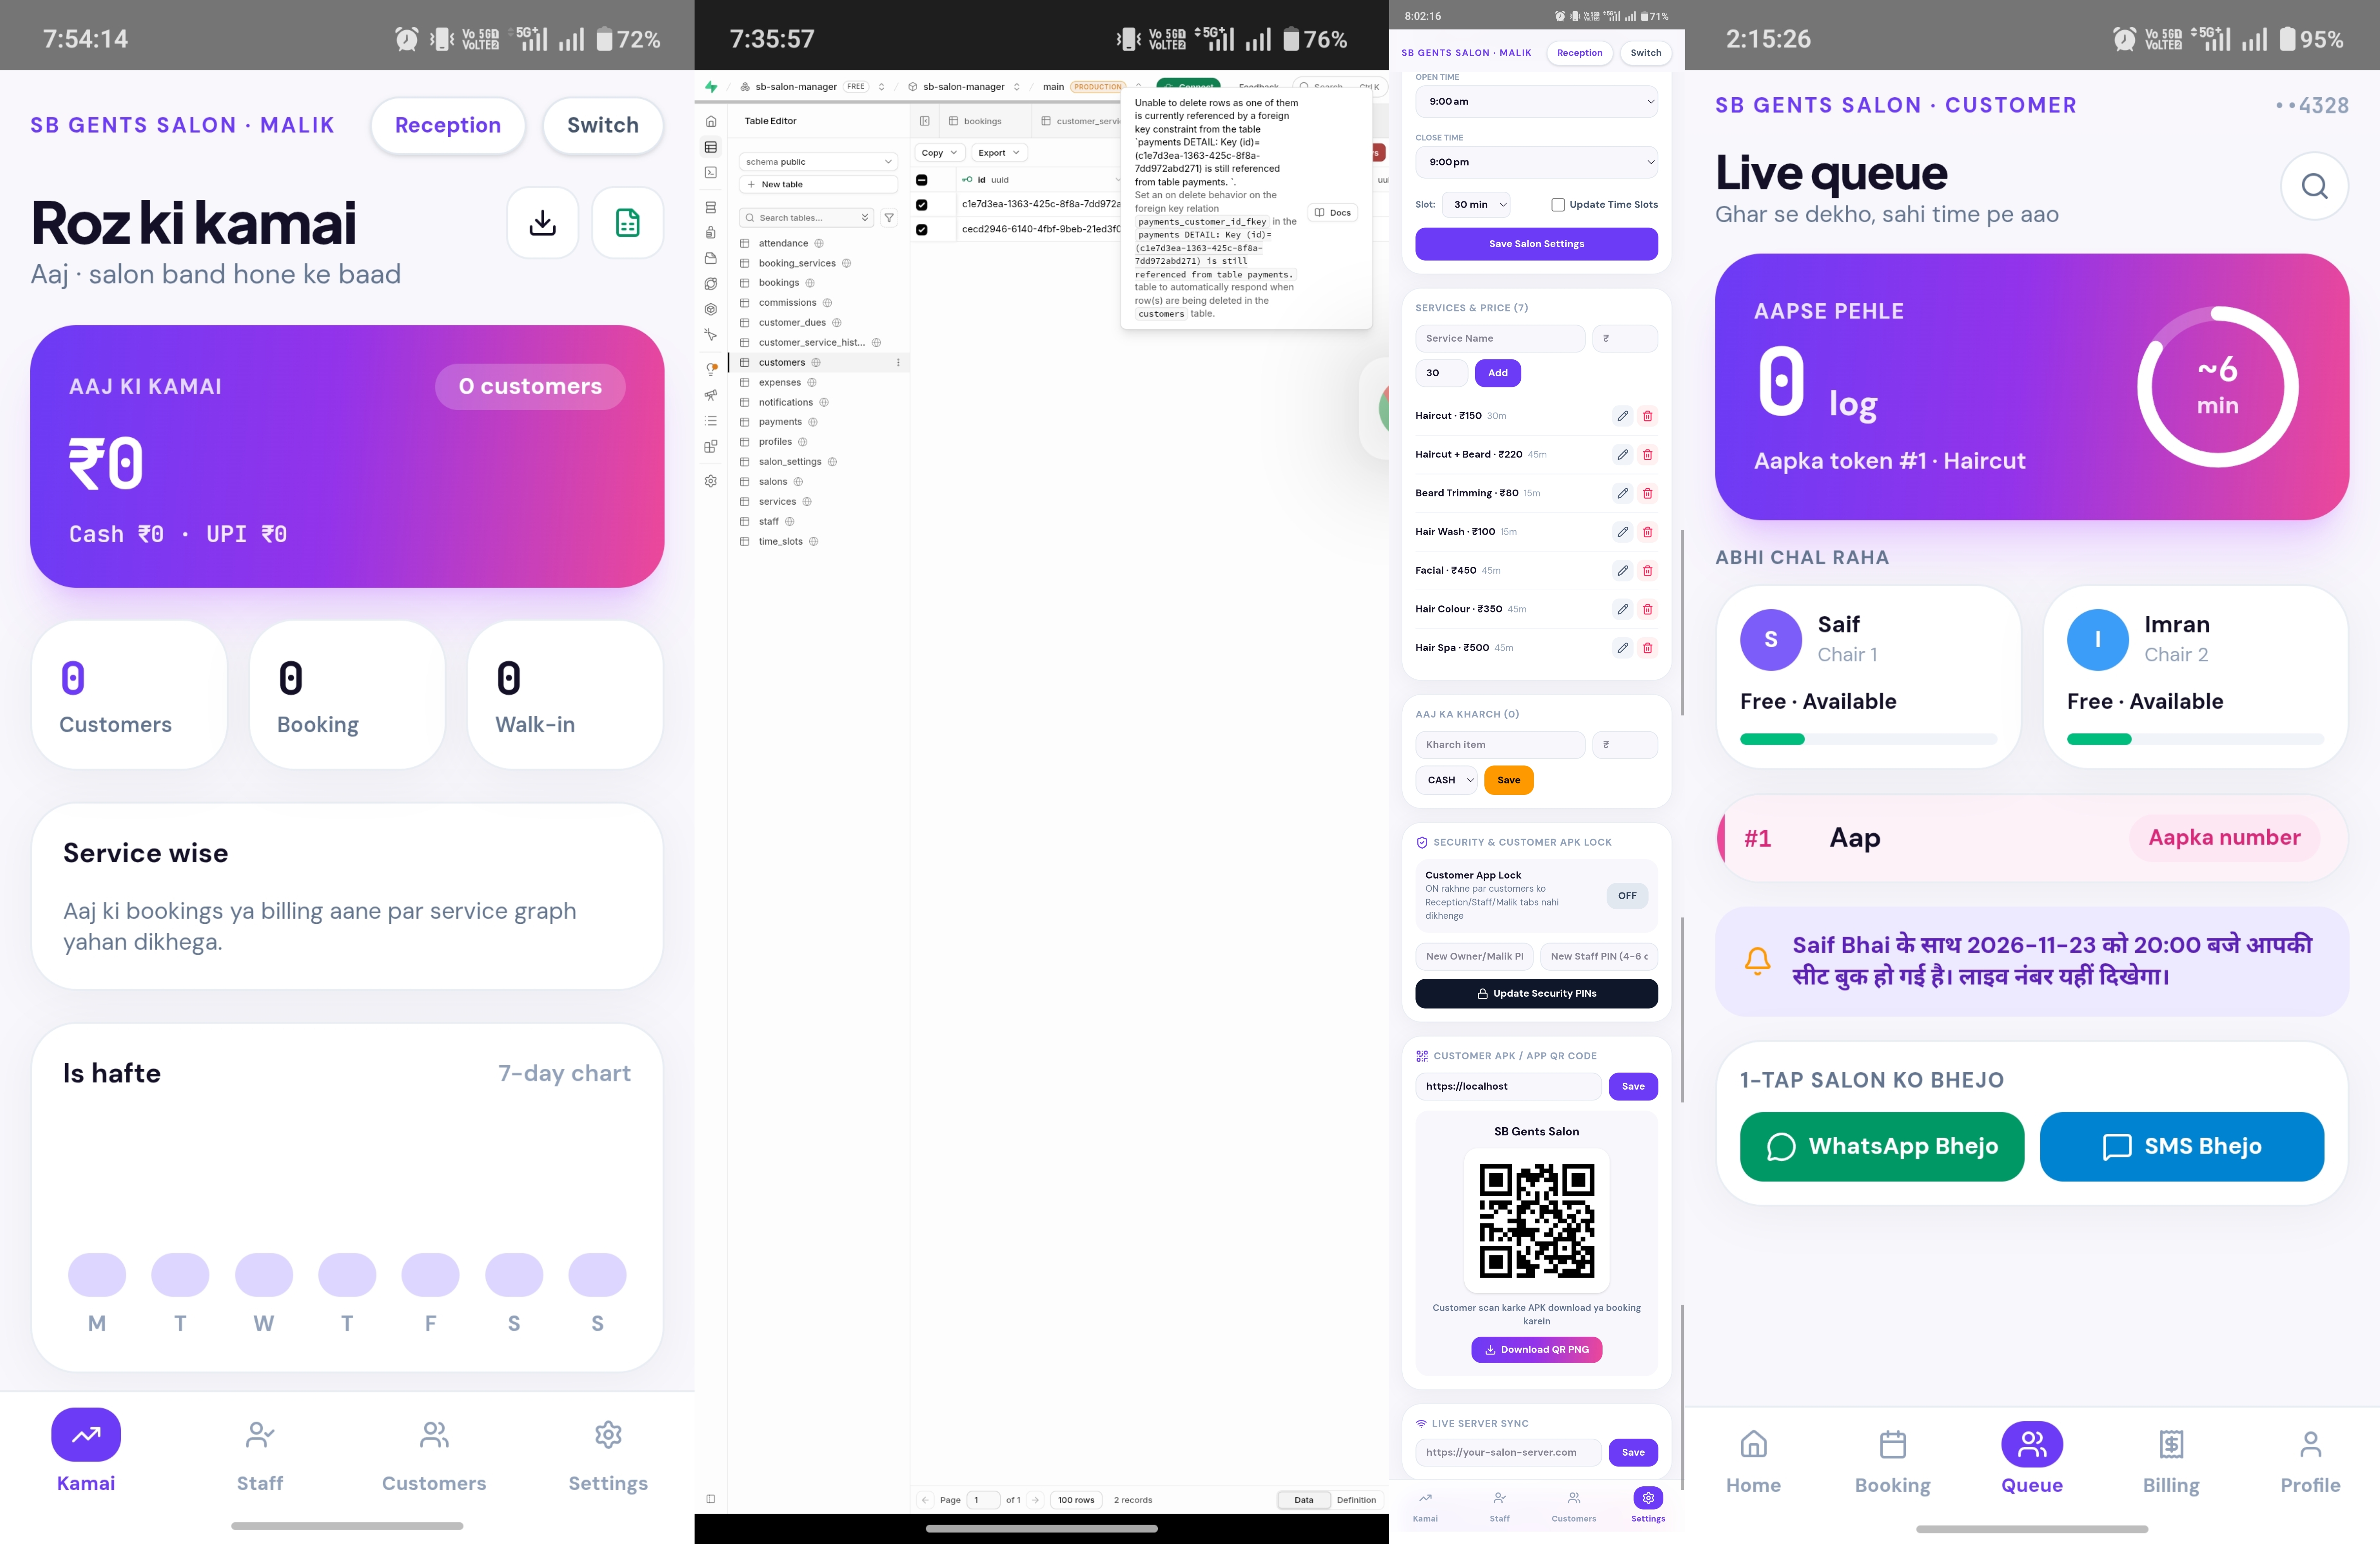 7:54:14
Vo 5G
VoLTE2
5G+
72%
SB GENTS SALON · MALIK
Reception
Switch
Roz ki kamai
Aaj · salon band hone ke baad
AAJ KI KAMAI
0 customers
₹0
Cash ₹0 · UPI ₹0
0
Customers
0
Booking
0
Walk-in
Service wise
Aaj ki bookings ya billing aane par service graph
yahan dikhega.
Is hafte
7-day chart
M T W T F S S
Kamai
Staff
Customers
Settings
7:35:57
5G+
76%
sb-salon-manager
FREE
sb-salon-manager
main
PRODUCTION
Connect
Feedback
Search...
Ctrl K
Table Editor
bookings
customer_servi
schema public
New table
Search tables...
attendance
booking_services
bookings
commissions
customer_dues
customer_service_hist...
customers
expenses
notifications
payments
profiles
salon_settings
salons
services
staff
time_slots
Copy
Export
id uuid
c1e7d3ea-1363-425c-8f8a-7dd972a
cecd2946-6140-4fbf-9beb-21ed3f0
Unable to delete rows as one of them
is currently referenced by a foreign
key constraint from the table
`payments DETAIL: Key (id)=
(c1e7d3ea-1363-425c-8f8a-
7dd972abd271) is still referenced
from table payments. `.
Set an on delete behavior on the
foreign key relation
payments_customer_id_fkey in the
payments DETAIL: Key (id)=
(c1e7d3ea-1363-425c-8f8a-
7dd972abd271) is still
referenced from table payments.
table to automatically respond when
row(s) are being deleted in the
customers table.
Docs
Page 1 of 1
100 rows
2 records
Data
Definition
8:02:16
5G+
71%
SB GENTS SALON · MALIK
Reception
Switch
OPEN TIME
9:00 am
CLOSE TIME
9:00 pm
Slot: 30 min
Update Time Slots
Save Salon Settings
SERVICES & PRICE (7)
Service Name
₹
30
Add
Haircut · ₹150 30m
Haircut + Beard · ₹220 45m
Beard Trimming · ₹80 15m
Hair Wash · ₹100 15m
Facial · ₹450 45m
Hair Colour · ₹350 45m
Hair Spa · ₹500 45m
AAJ KA KHARCH (0)
Kharch item
₹
CASH
Save
SECURITY & CUSTOMER APK LOCK
Customer App Lock
ON rakhne par customers ko
Reception/Staff/Malik tabs nahi
dikhenge
OFF
New Owner/Malik PI
New Staff PIN (4-6 c
Update Security PINs
CUSTOMER APK / APP QR CODE
https://localhost
Save
SB Gents Salon
Customer scan karke APK download ya booking
karein
Download QR PNG
LIVE SERVER SYNC
https://your-salon-server.com
Save
Kamai
Staff
Customers
Settings
2:15:26
5G+
95%
SB GENTS SALON · CUSTOMER
••4328
Live queue
Ghar se dekho, sahi time pe aao
AAPSE PEHLE
0 log
~6
min
Aapka token #1 · Haircut
ABHI CHAL RAHA
S
Saif
Chair 1
Free · Available
I
Imran
Chair 2
Free · Available
#1
Aap
Aapka number
Saif Bhai के साथ 2026-11-23 को 20:00 बजे आपकी
सीट बुक हो गई है। लाइव नंबर यहीं दिखेगा।
1-TAP SALON KO BHEJO
WhatsApp Bhejo
SMS Bhejo
Home
Booking
Queue
Billing
Profile